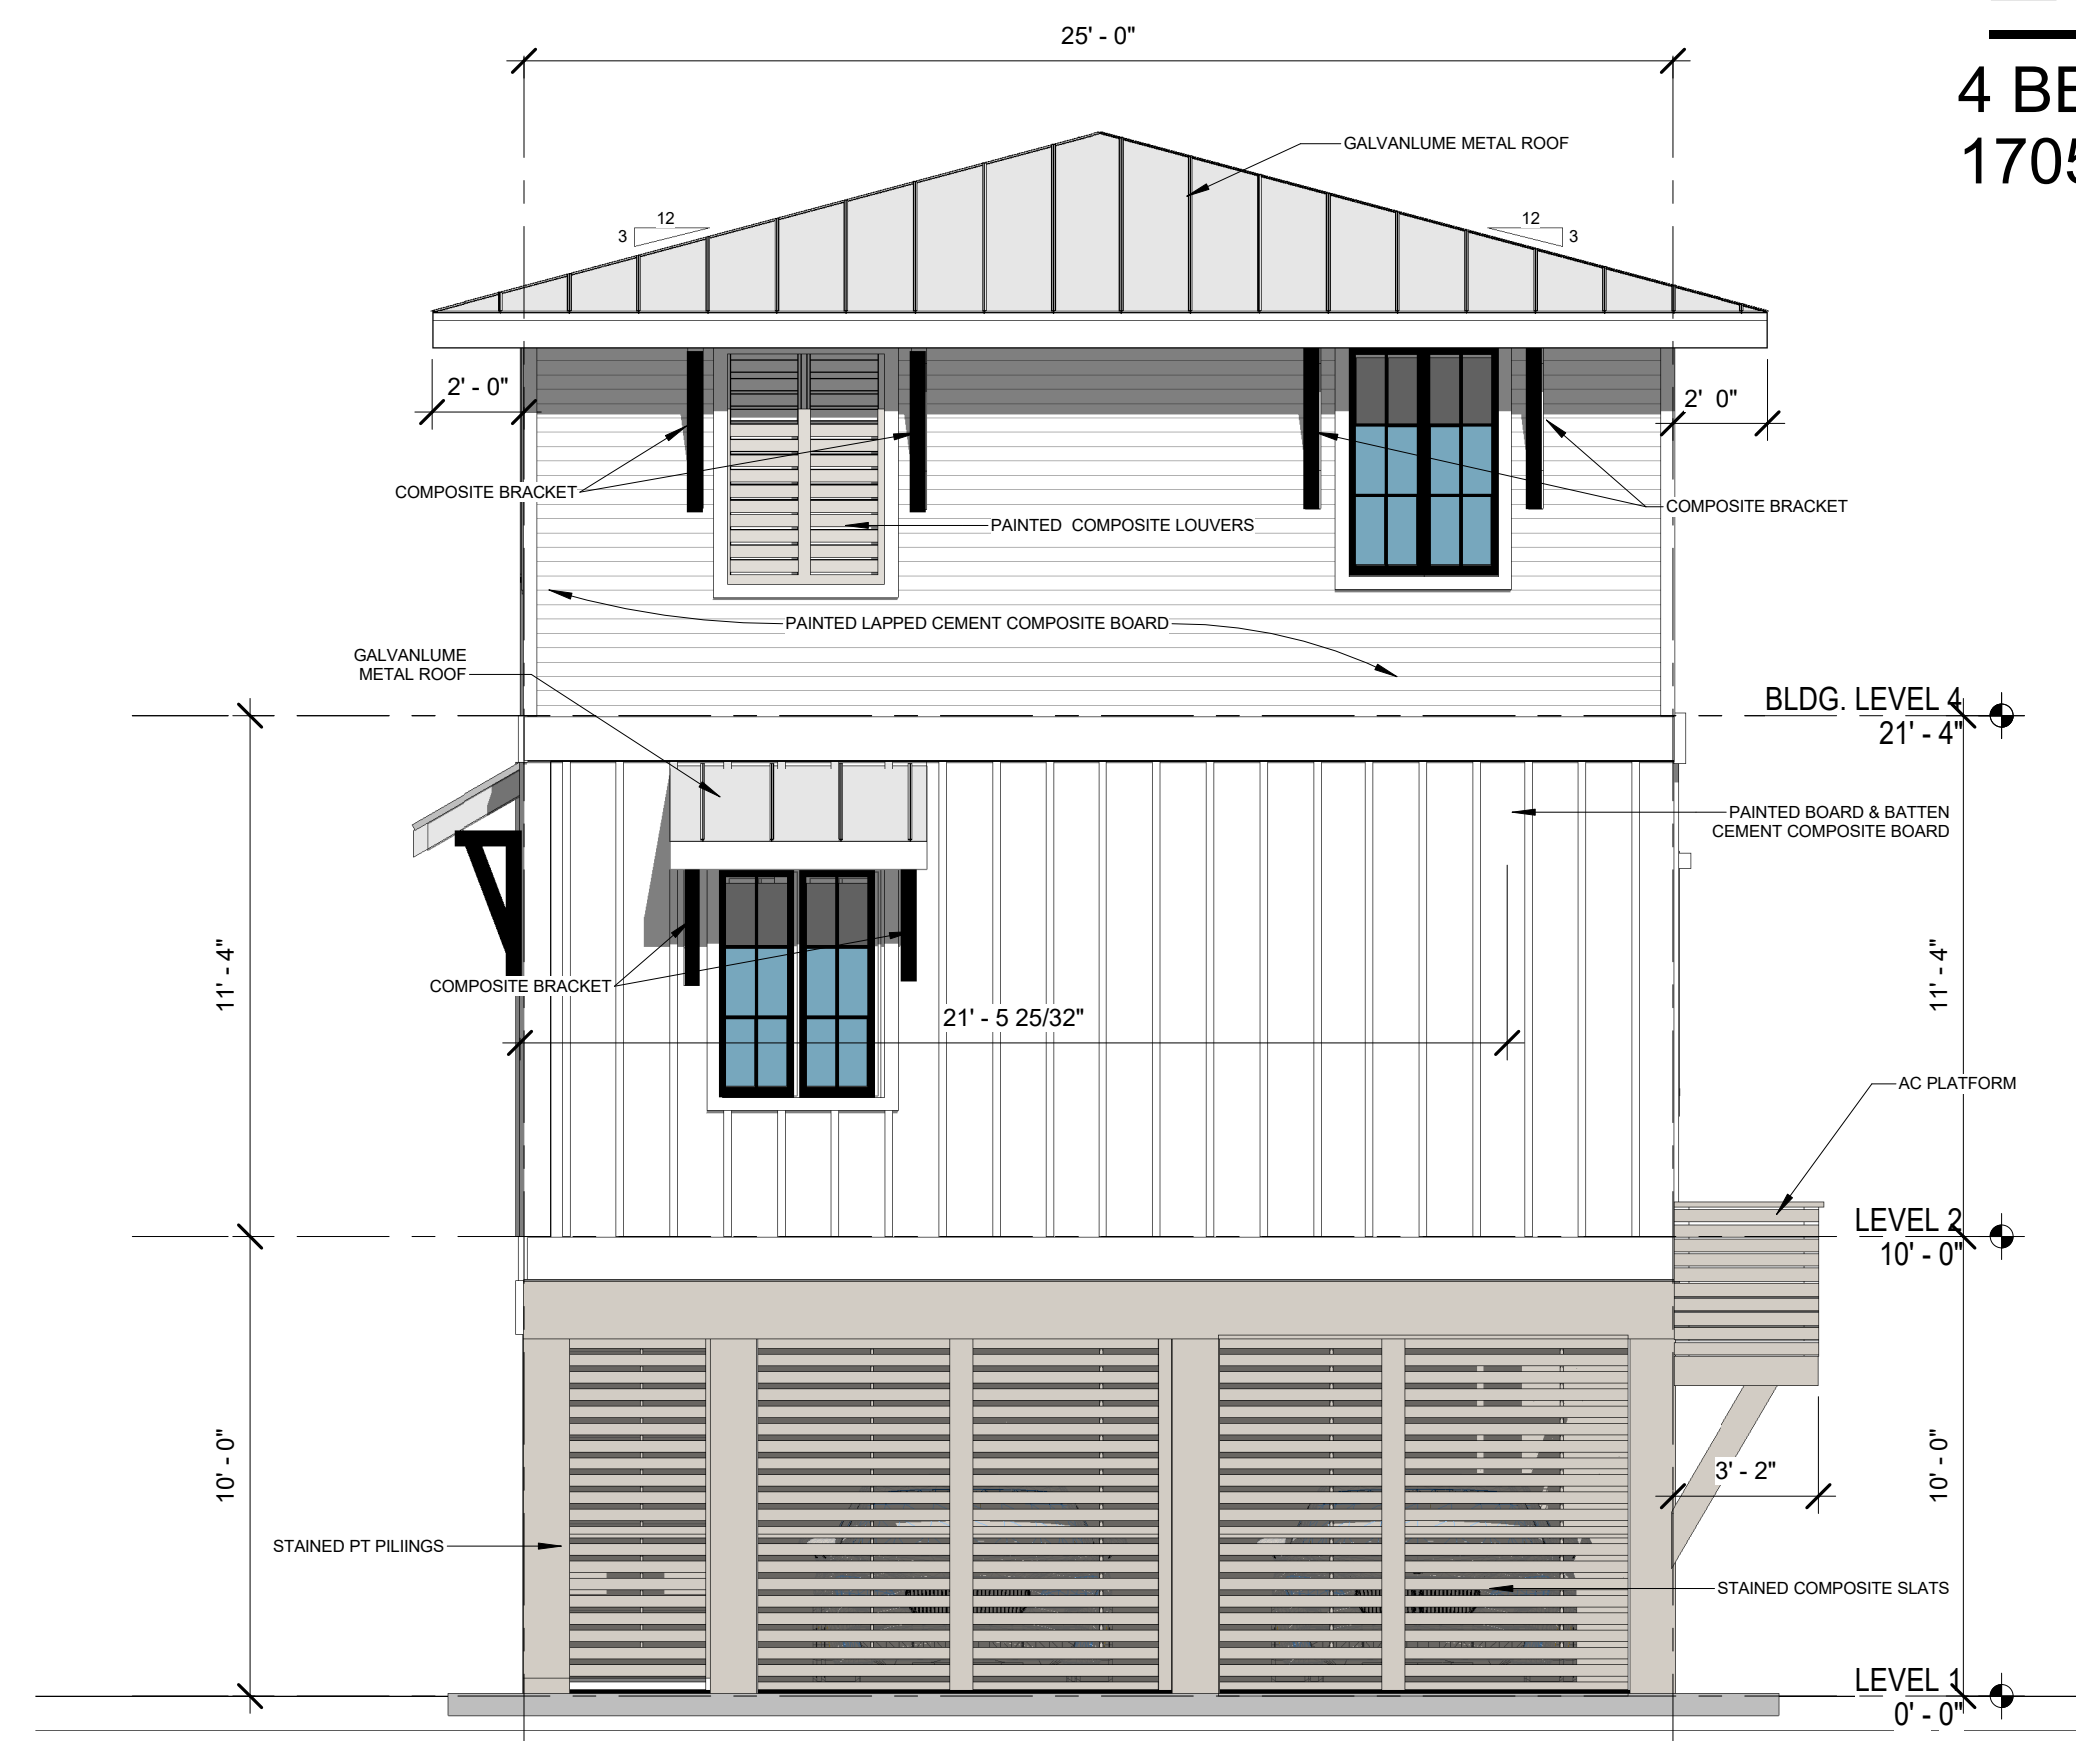 25' - 0"
4 BE
1705
GALVANLUME METAL ROOF
12
3
12
3
2' - 0"
2' 0"
COMPOSITE BRACKET
COMPOSITE BRACKET
PAINTED COMPOSITE LOUVERS
PAINTED LAPPED CEMENT COMPOSITE BOARD
GALVANLUME
METAL ROOF
BLDG. LEVEL 4
21' - 4"
PAINTED BOARD & BATTEN
CEMENT COMPOSITE BOARD
11' - 4"
COMPOSITE BRACKET
21' - 5 25/32"
11' - 4"
AC PLATFORM
LEVEL 2
10' - 0"
10' - 0"
3' - 2"
10' - 0"
STAINED PT PILIINGS
STAINED COMPOSITE SLATS
LEVEL 1
0' - 0"